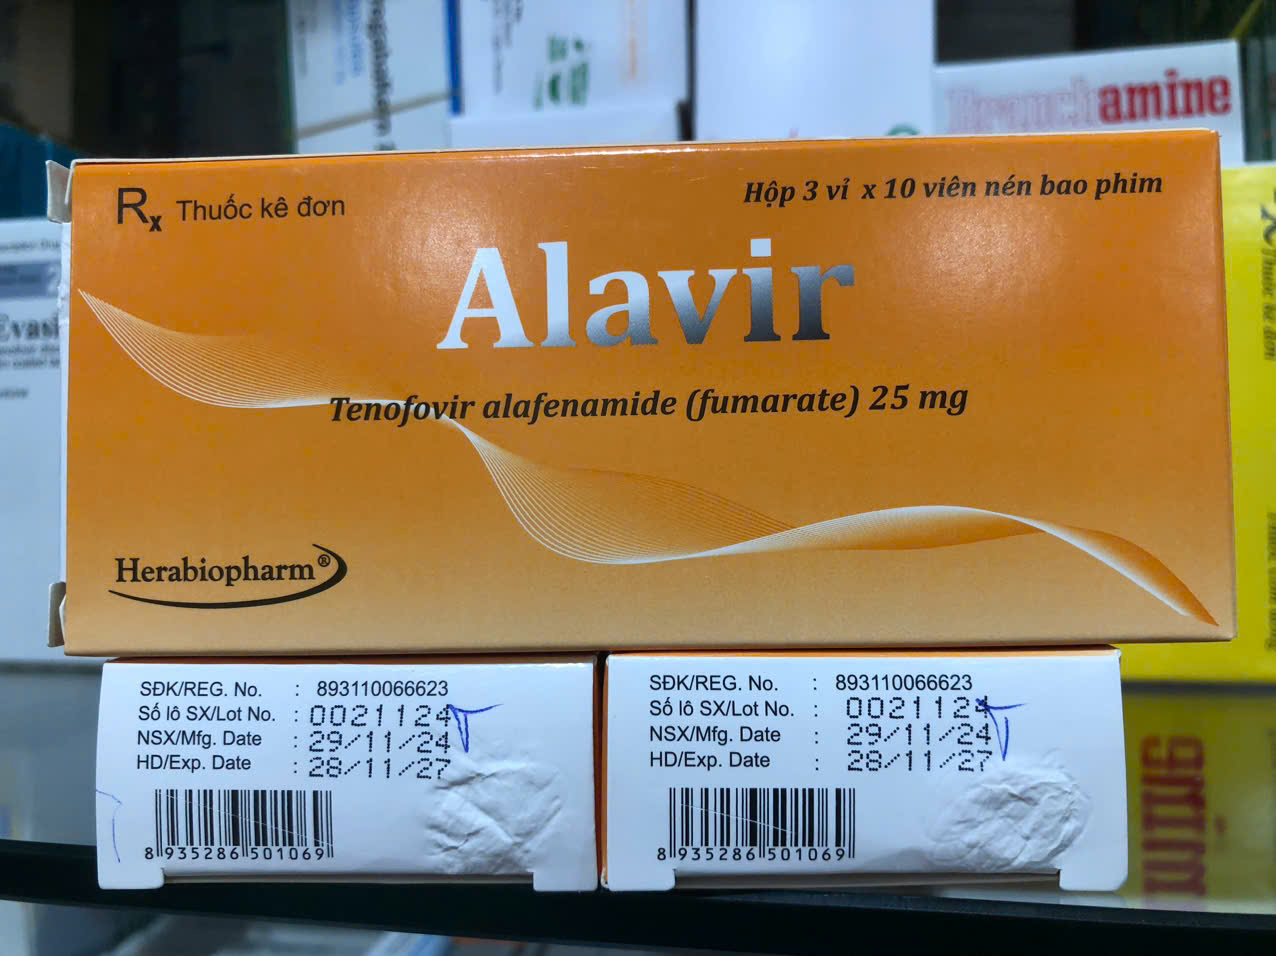 Branchamine
Rx Thuốc kê đơn
Hộp 3 vỉ x 10 viên nén bao phim
Alavir
Tenofovir alafenamide (fumarate) 25 mg
Herabiopharm®
SĐK/REG. No. : 893110066623
Số lô SX/Lot No. : 0021124
NSX/Mfg. Date : 29/11/24
HD/Exp. Date : 28/11/27
8 935286 501069
SĐK/REG. No. : 893110066623
Số lô SX/Lot No. : 0021124
NSX/Mfg. Date : 29/11/24
HD/Exp. Date : 28/11/27
8 935286 501069